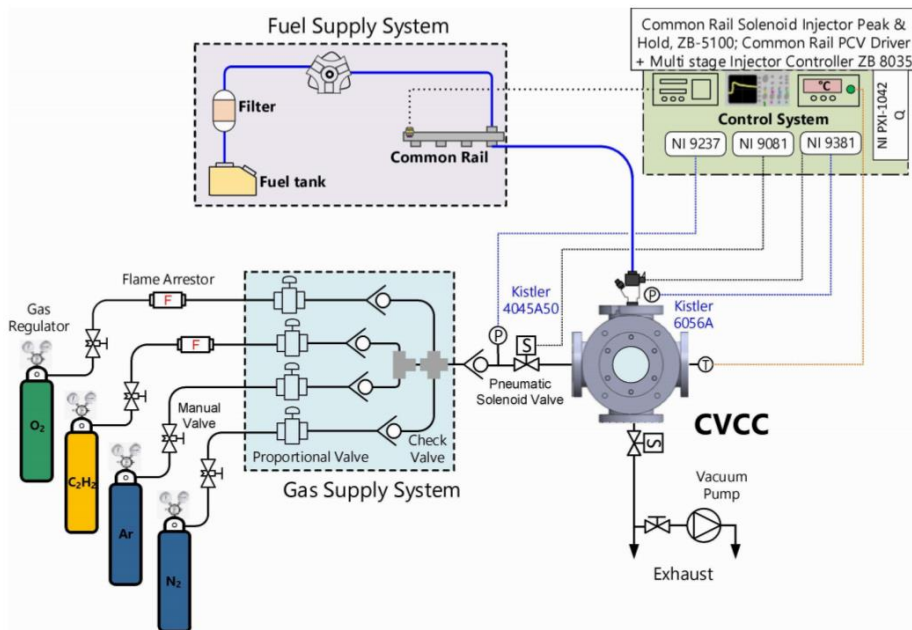 Fuel Supply System
Filter
Fuel tank
Common Rail
Common Rail Solenoid Injector Peak &
Hold, ZB-5100; Common Rail PCV Driver
+ Multi stage Injector Controller ZB 8035
°C
Control System
NI 9237
NI 9081
NI 9381
NI PXI-1042
Q
Flame Arrestor
Gas
Regulator
F
F
Manual
Valve
Proportional Valve
Check
Valve
Gas Supply System
O₂
C₂H₂
Ar
N₂
Kistler
4045A50
P
S
Pneumatic
Solenoid Valve
P
Kistler
6056A
T
CVCC
S
Vacuum
Pump
Exhaust